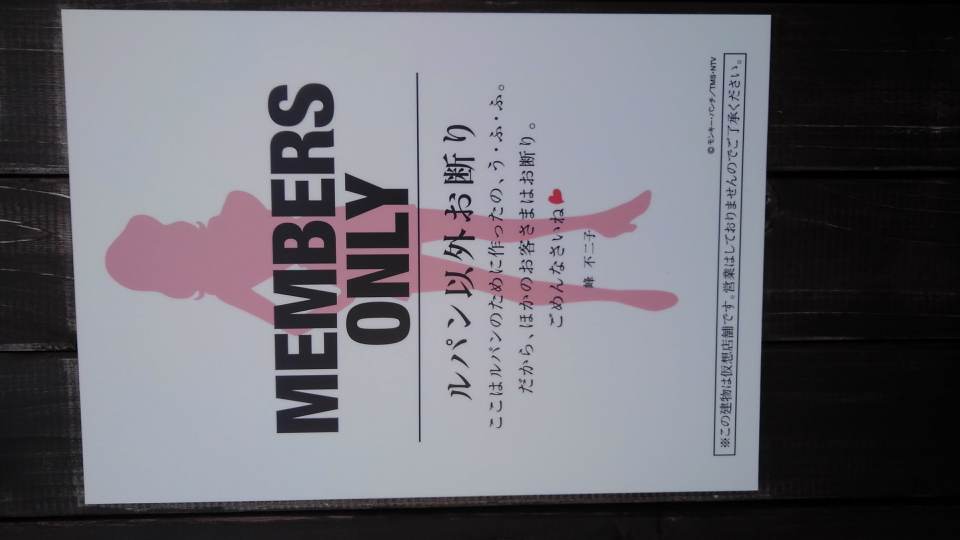 MEMBERS
ONLY
ルパン以外お断り
ここはルパンのために作ったの、う・ふ・ふ。
だから、ほかのお客さまはお断り。
ごめんなさいね❤
峰 不二子
© モンキー・パンチ/TMS・NTV
※この建物は仮想店舗です。営業はしておりませんのでご了承ください。